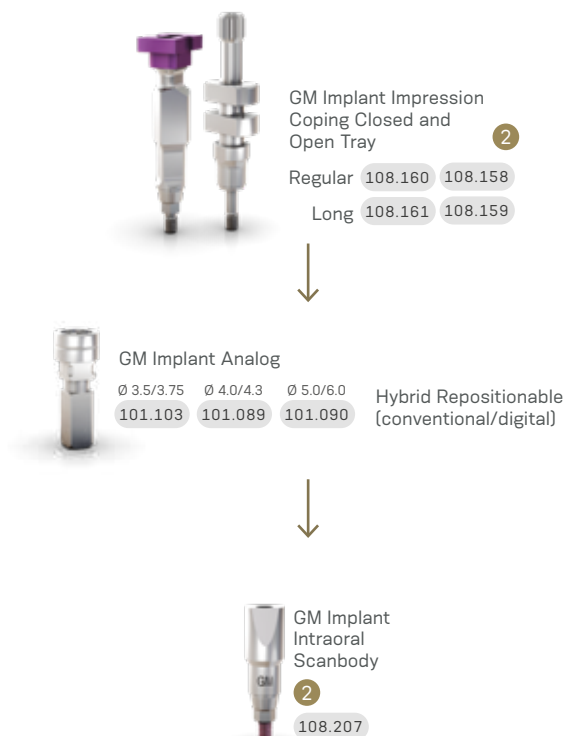 GM Implant Impression
Coping Closed and
Open Tray
2
Regular 108.160 108.158
Long 108.161 108.159
GM Implant Analog
Ø 3.5/3.75 Ø 4.0/4.3 Ø 5.0/6.0
101.103 101.089 101.090
Hybrid Repositionable
(conventional/digital)
GM Implant
Intraoral
Scanbody
GM
2
108.207